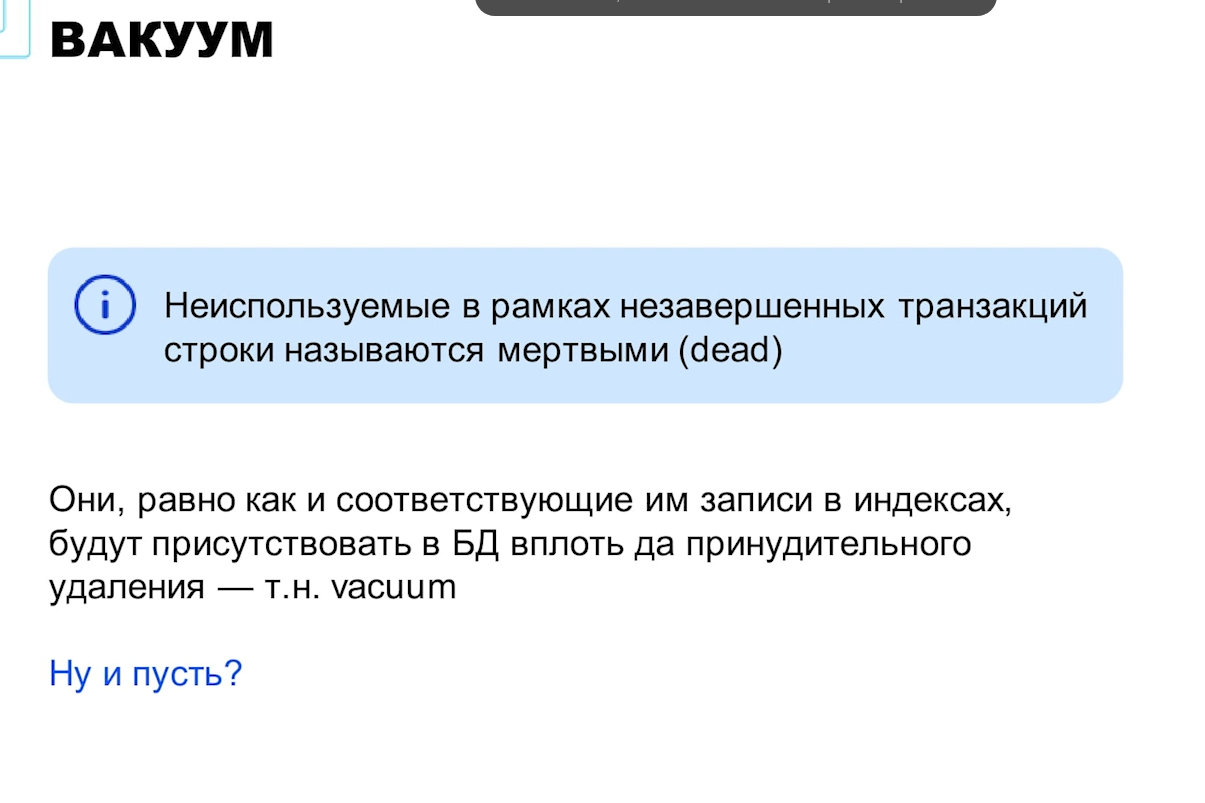 ВАКУУМ
Неиспользуемые в рамках незавершенных транзакций
строки называются мертвыми (dead)
Они, равно как и соответствующие им записи в индексах,
будут присутствовать в БД вплоть да принудительного
удаления — т.н. vacuum
Ну и пусть?